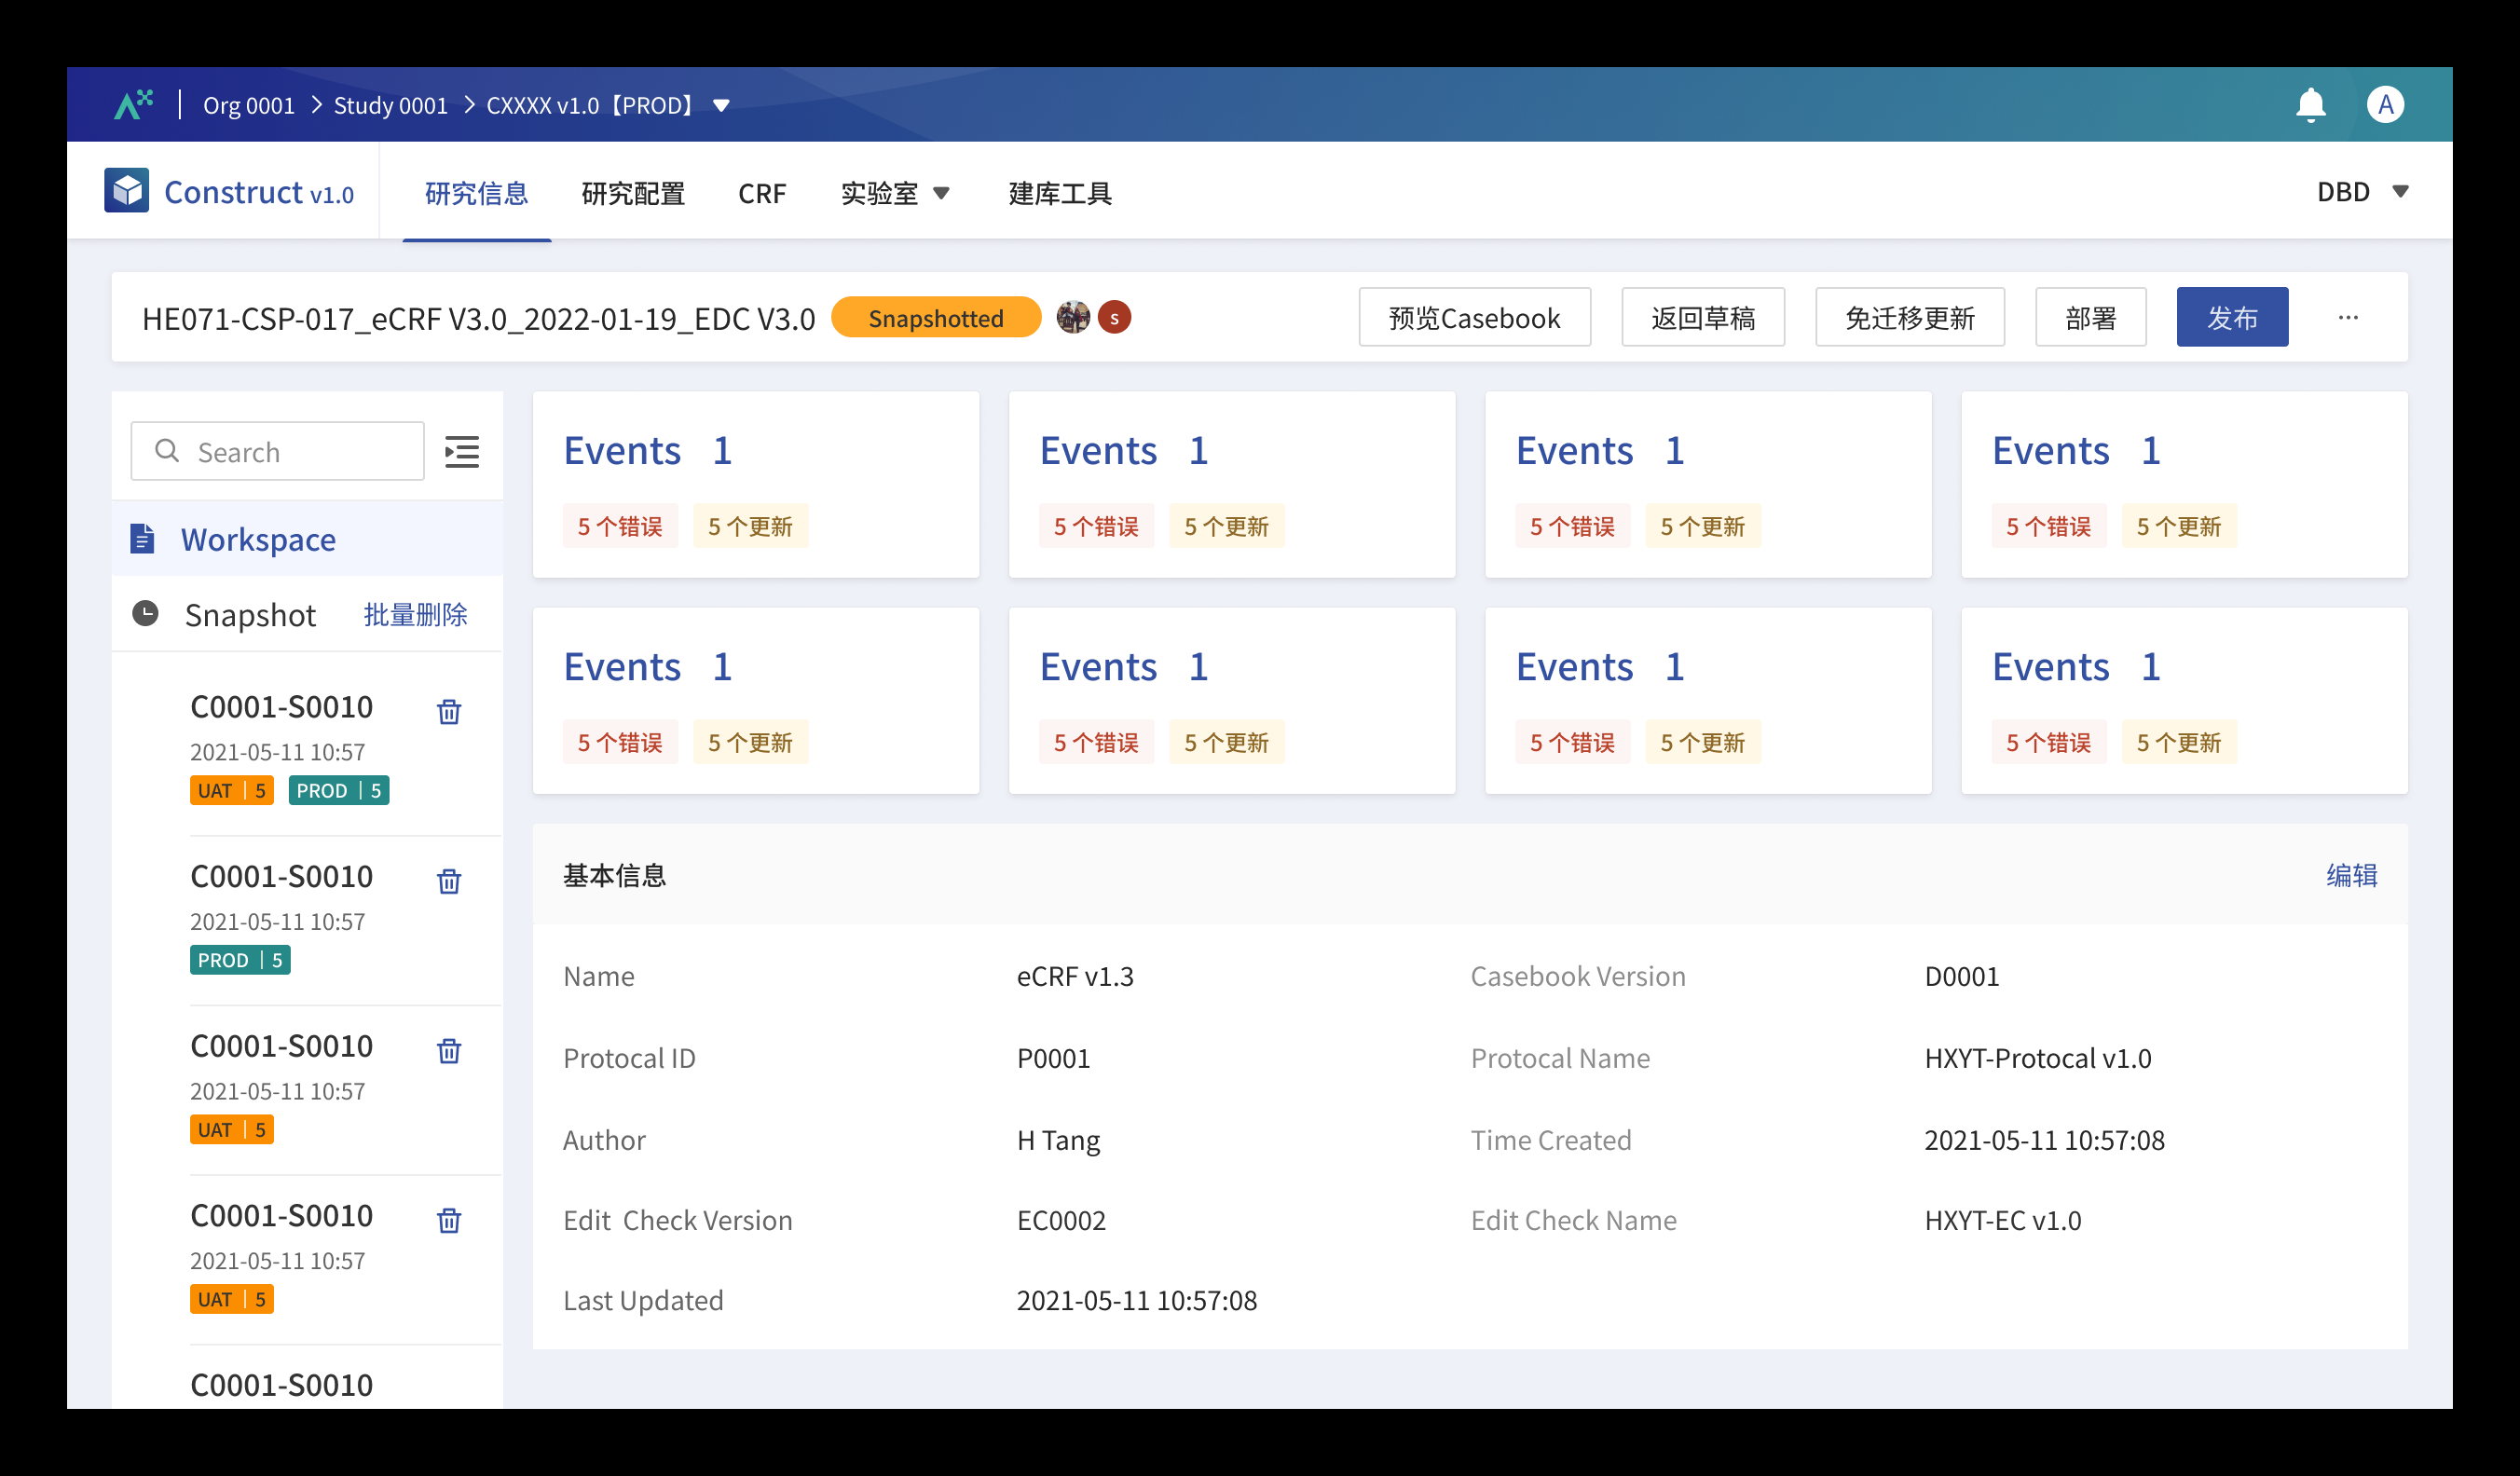 Org 0001 > Study 0001 > CXXXX v1.0【PROD】
A
Construct v1.0
研究信息
研究配置
CRF
实验室
建库工具
DBD
HE071-CSP-017_eCRF V3.0_2022-01-19_EDC V3.0
Snapshotted
s
预览Casebook
返回草稿
免迁移更新
部署
发布
···
Search
Workspace
Snapshot 批量删除
C0001-S0010
2021-05-11 10:57
UAT | 5 PROD | 5
C0001-S0010
2021-05-11 10:57
PROD | 5
C0001-S0010
2021-05-11 10:57
UAT | 5
C0001-S0010
2021-05-11 10:57
UAT | 5
C0001-S0010
Events 1
5 个错误 5 个更新
Events 1
5 个错误 5 个更新
Events 1
5 个错误 5 个更新
Events 1
5 个错误 5 个更新
Events 1
5 个错误 5 个更新
Events 1
5 个错误 5 个更新
Events 1
5 个错误 5 个更新
Events 1
5 个错误 5 个更新
基本信息 编辑
Name eCRF v1.3 Casebook Version D0001
Protocal ID P0001 Protocal Name HXYT-Protocal v1.0
Author H Tang Time Created 2021-05-11 10:57:08
Edit Check Version EC0002 Edit Check Name HXYT-EC v1.0
Last Updated 2021-05-11 10:57:08